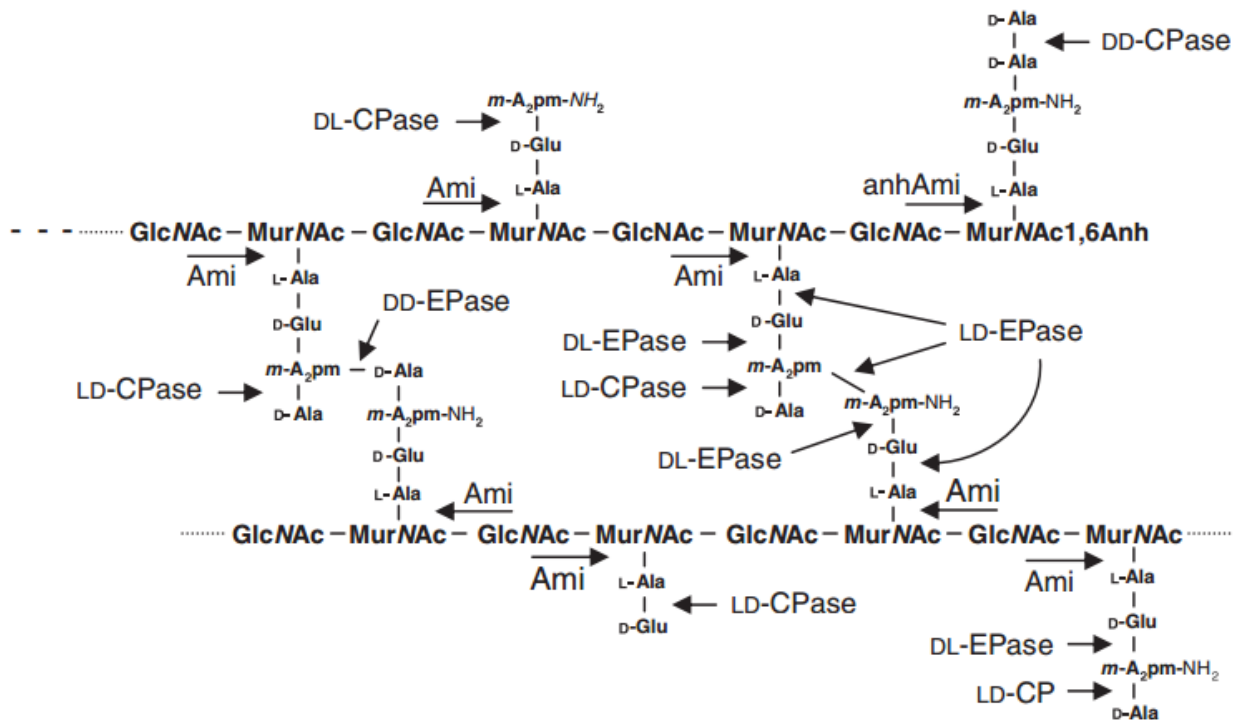 D-Ala
D-Ala DD-CPase
m-A2pm-NH2 m-A2pm-NH2
DL-CPase
D-Glu D-Glu
Ami L-Ala anhAmi L-Ala
- - - ........ GlcNAc – MurNAc – GlcNAc – MurNAc – GlcNAc – MurNAc – GlcNAc – MurNAc1,6Anh
Ami L-Ala Ami L-Ala
D-Glu DD-EPase D-Glu LD-EPase
DL-EPase
m-A2pm – D-Ala m-A2pm
LD-CPase LD-CPase
D-Ala m-A2pm-NH2 D-Ala m-A2pm-NH2
D-Glu DL-EPase D-Glu
L-Ala Ami L-Ala Ami
........ GlcNAc – MurNAc – GlcNAc – MurNAc – GlcNAc – MurNAc – GlcNAc – MurNAc ........
Ami L-Ala Ami L-Ala
D-Glu LD-CPase D-Glu
DL-EPase
m-A2pm-NH2
LD-CP
D-Ala